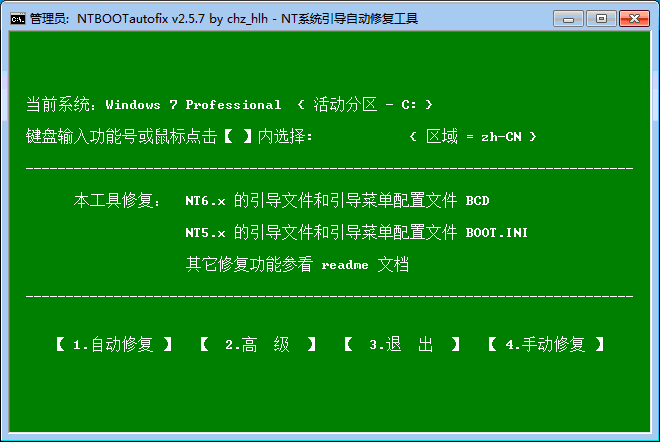 管理员: NTBOOTautofix v2.5.7 by chz_hlh - NT系统引导自动修复工具
当前系统: Windows 7 Professional ( 活动分区 - C: )
键盘输入功能号或鼠标点击【 】内选择: ( 区域 = zh-CN )
本工具修复: NT6.x 的引导文件和引导菜单配置文件 BCD
NT5.x 的引导文件和引导菜单配置文件 BOOT.INI
其它修复功能参看 readme 文档
【 1.自动修复 】 【 2.高 级 】 【 3.退 出 】 【 4.手动修复 】